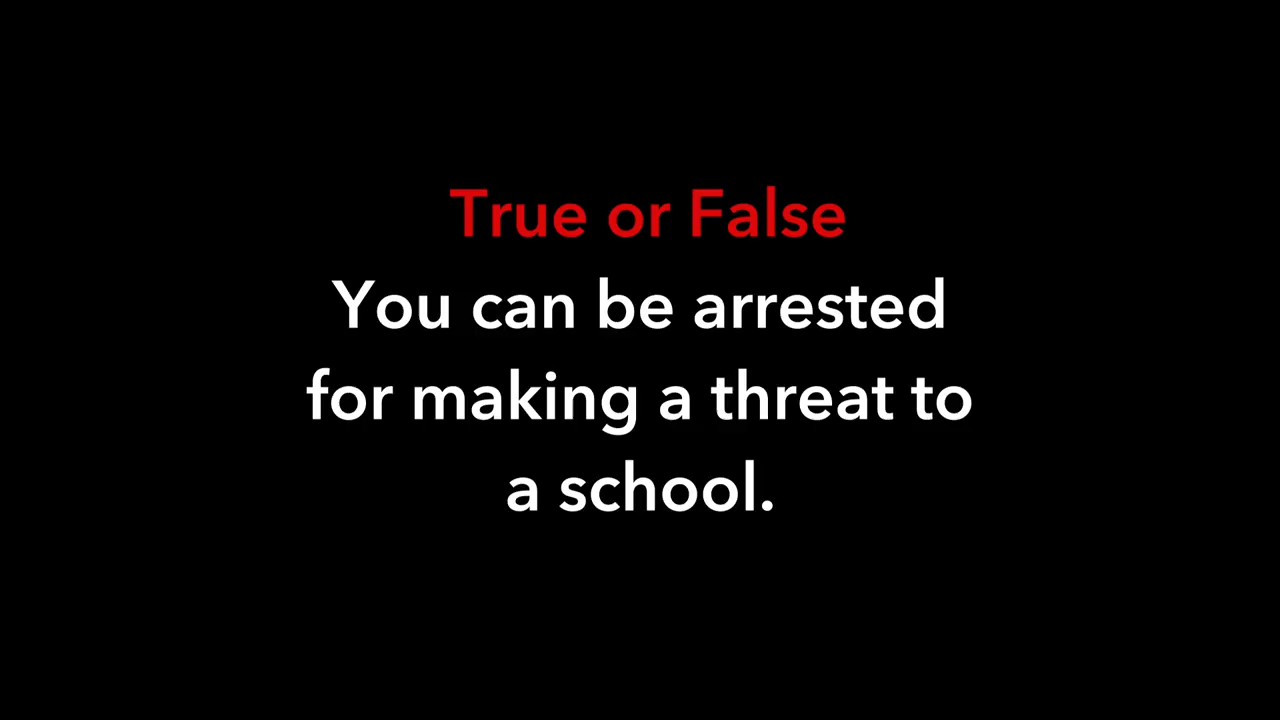 True or False
You can be arrested
for making a threat to
a school.